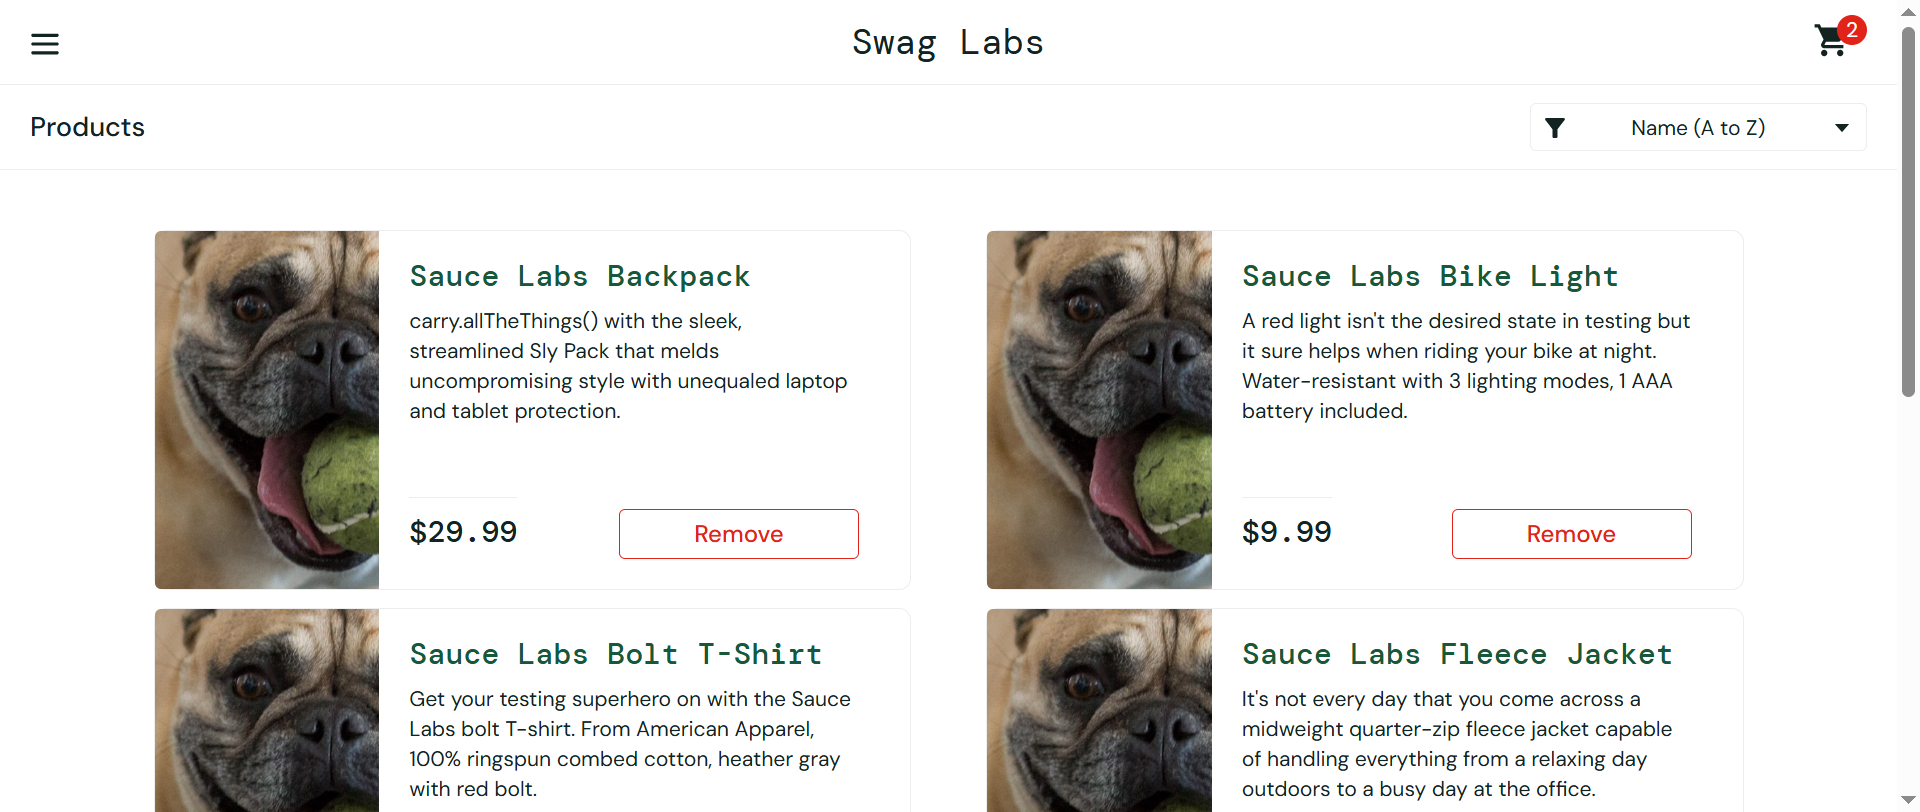 Swag Labs
2
Products
Name (A to Z)
Sauce Labs Backpack
carry.allTheThings() with the sleek,
streamlined Sly Pack that melds
uncompromising style with unequaled laptop
and tablet protection.
$29.99
Remove
Sauce Labs Bike Light
A red light isn't the desired state in testing but
it sure helps when riding your bike at night.
Water-resistant with 3 lighting modes, 1 AAA
battery included.
$9.99
Remove
Sauce Labs Bolt T-Shirt
Get your testing superhero on with the Sauce
Labs bolt T-shirt. From American Apparel,
100% ringspun combed cotton, heather gray
with red bolt.
Sauce Labs Fleece Jacket
It's not every day that you come across a
midweight quarter-zip fleece jacket capable
of handling everything from a relaxing day
outdoors to a busy day at the office.